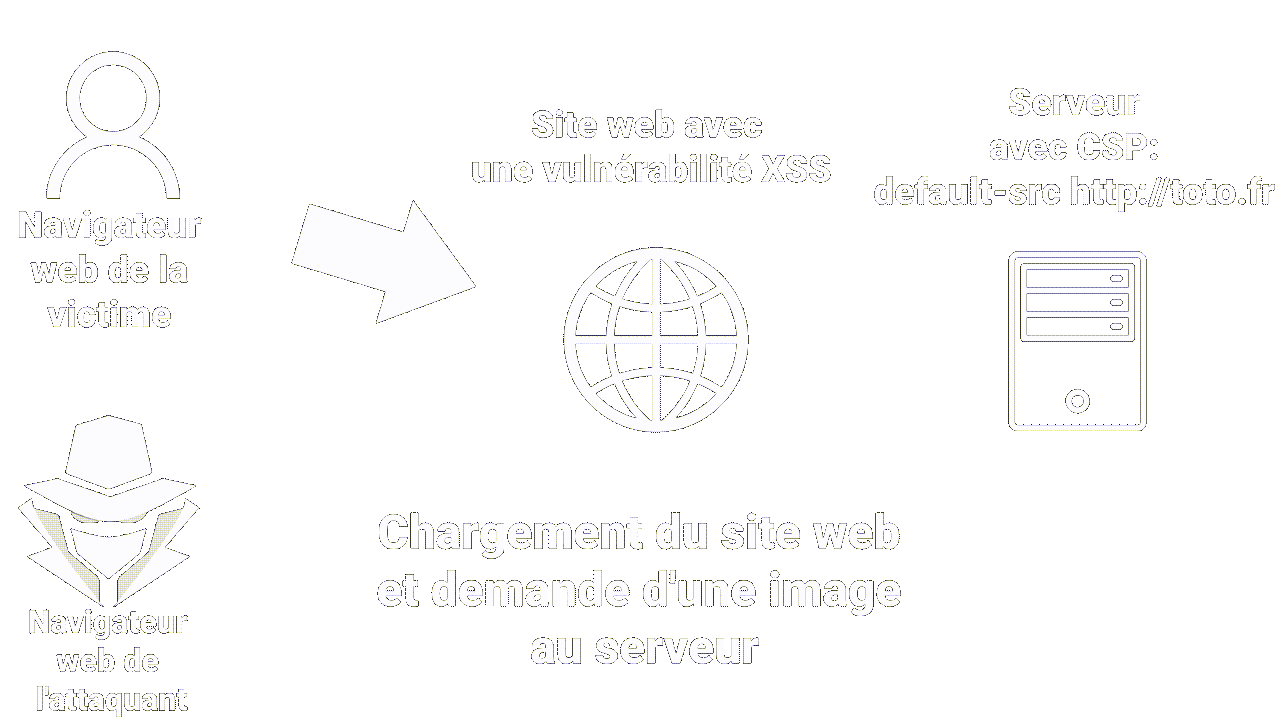 Navigateur
web de la
victime
Site web avec
une vulnérabilité XSS
Serveur
avec CSP:
default-src http://toto.fr
Navigateur
web de
l'attaquant
Chargement du site web
et demande d'une image
au serveur